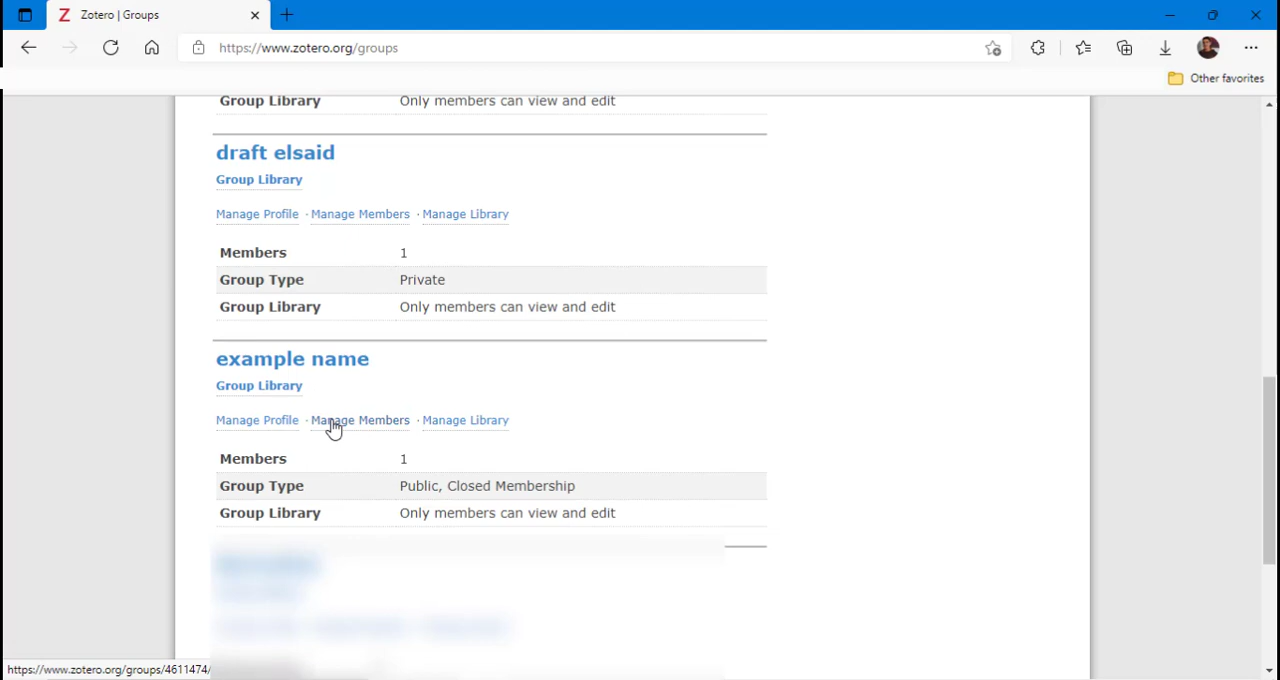 Zotero | Groups
https://www.zotero.org/groups
Other favorites
Group Library Only members can view and edit
draft elsaid
Group Library
Manage Profile · Manage Members · Manage Library
Members 1
Group Type Private
Group Library Only members can view and edit
example name
Group Library
Manage Profile · Manage Members · Manage Library
Members 1
Group Type Public, Closed Membership
Group Library Only members can view and edit
https://www.zotero.org/groups/4611474/